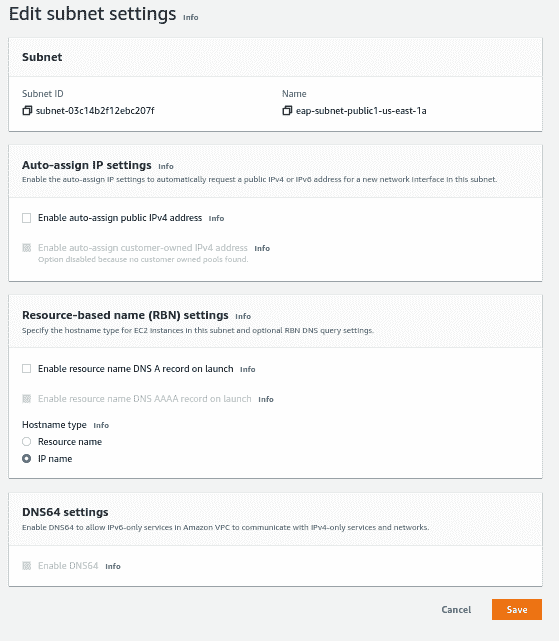 Edit subnet settings Info
Subnet
Subnet ID
Name
subnet-03c14b2f12ebc207f
eap-subnet-public1-us-east-1a
Auto-assign IP settings Info
Enable the auto-assign IP settings to automatically request a public IPv4 or IPv6 address for a new network interface in this subnet.
Enable auto-assign public IPv4 address Info
Enable auto-assign customer-owned IPv4 address Info
Option disabled because no customer owned pools found.
Resource-based name (RBN) settings Info
Specify the hostname type for EC2 instances in this subnet and optional RBN DNS query settings.
Enable resource name DNS A record on launch Info
Enable resource name DNS AAAA record on launch Info
Hostname type Info
Resource name
IP name
DNS64 settings
Enable DNS64 to allow IPv6-only services in Amazon VPC to communicate with IPv4-only services and networks.
Enable DNS64 Info
Cancel
Save